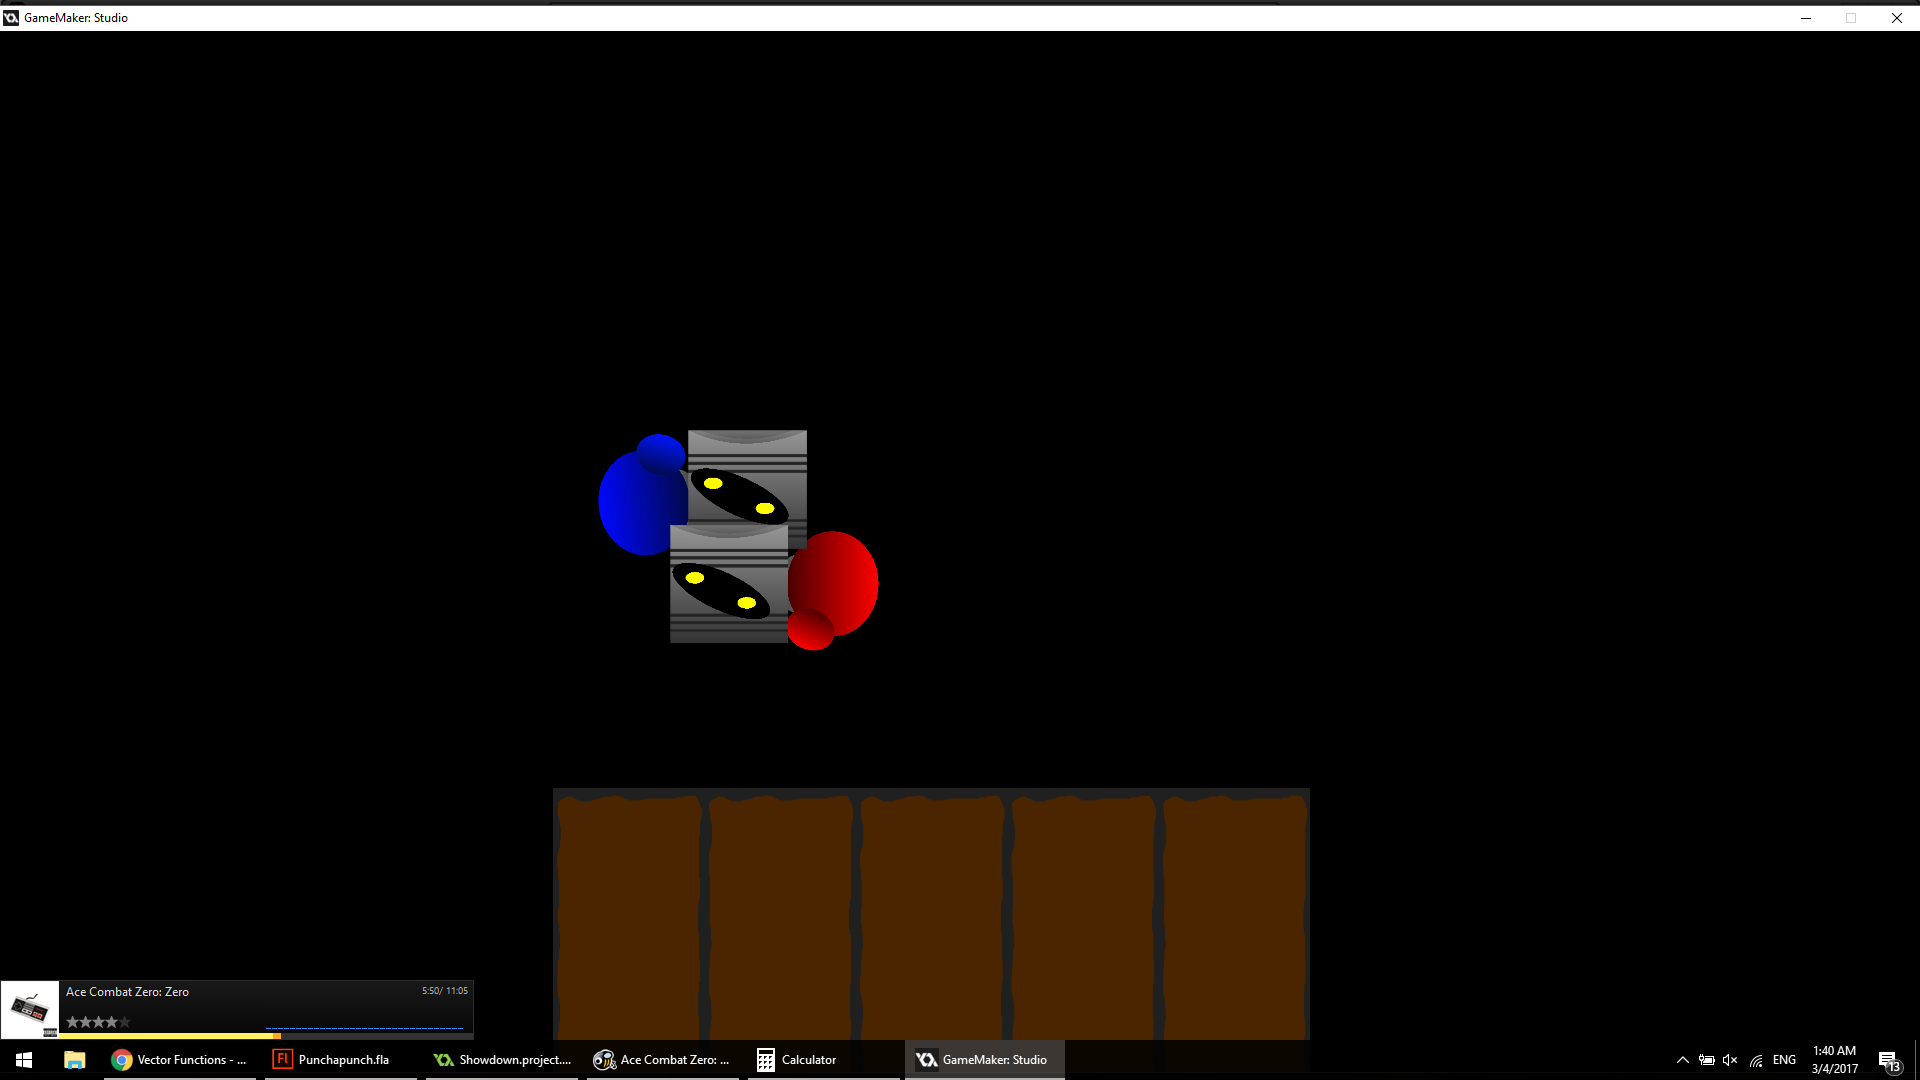 GameMaker: Studio
Ace Combat Zero: Zero
5:50/ 11:05
Vector Functions - ...
Fl
Punchapunch.fla
Showdown.project....
Ace Combat Zero: ...
Calculator
GameMaker: Studio
ENG
1:40 AM
3/4/2017
13